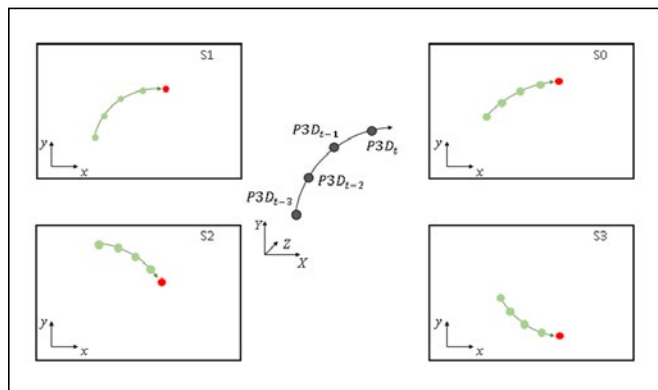 S1
y
x
P3D_{t-1}
P3D_t
P3D_{t-2}
P3D_{t-3}
Y
Z
X
S0
y
x
S2
y
x
S3
y
x